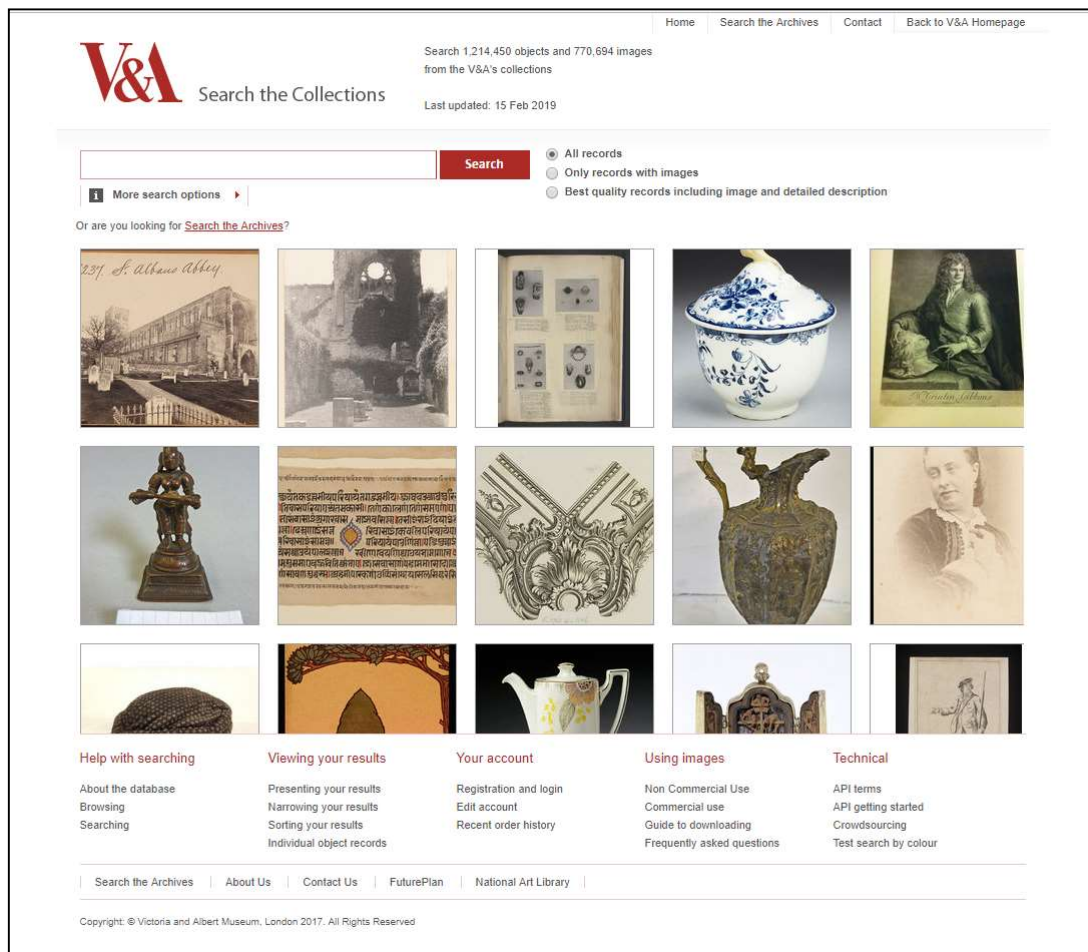 Home
Search the Archives
Contact
Back to V&A Homepage
V&A
Search the Collections
Search 1,214,450 objects and 770,694 images
from the V&A's collections
Last updated: 15 Feb 2019
Search
All records
Only records with images
Best quality records including image and detailed description
i
More search options
Or are you looking for Search the Archives?
237. St. Albans Abbey.
Help with searching
About the database
Browsing
Searching
Viewing your results
Presenting your results
Narrowing your results
Sorting your results
Individual object records
Your account
Registration and login
Edit account
Recent order history
Using images
Non Commercial Use
Commercial use
Guide to downloading
Frequently asked questions
Technical
API terms
API getting started
Crowdsourcing
Test search by colour
Search the Archives
About Us
Contact Us
FuturePlan
National Art Library
Copyright: © Victoria and Albert Museum, London 2017. All Rights Reserved